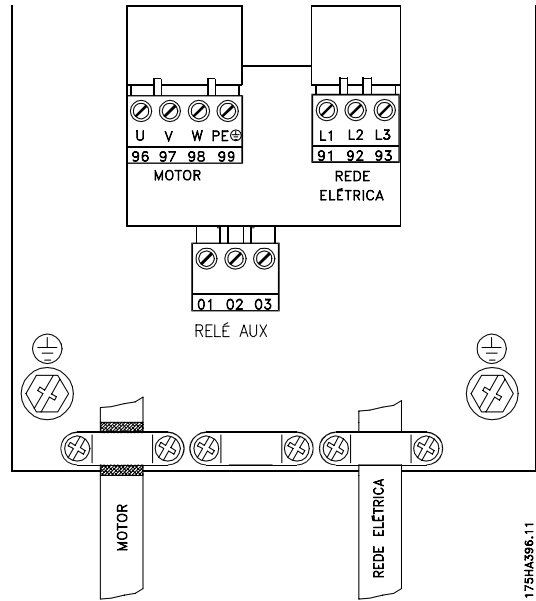 U V W PE
96 97 98 99
MOTOR
L1 L2 L3
91 92 93
REDE
ELÉTRICA
01 02 03
RELÉ AUX
MOTOR
REDE ELÉTRICA
175HA396.11